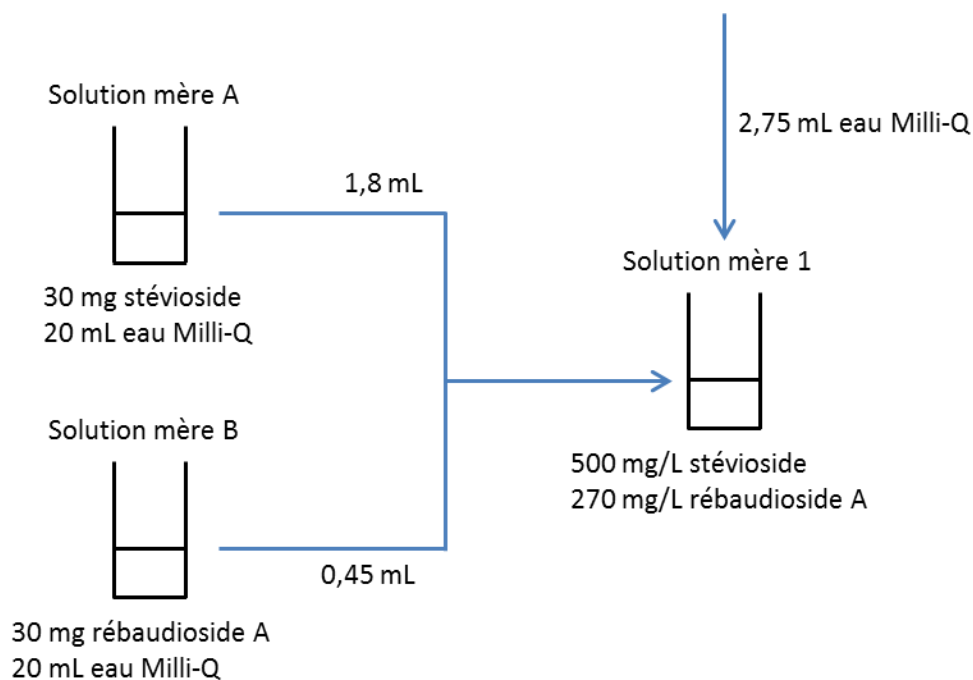 Solution mère A
1,8 mL
2,75 mL eau Milli-Q
30 mg stévioside
20 mL eau Milli-Q
Solution mère 1
Solution mère B
500 mg/L stévioside
270 mg/L rébaudioside A
0,45 mL
30 mg rébaudioside A
20 mL eau Milli-Q